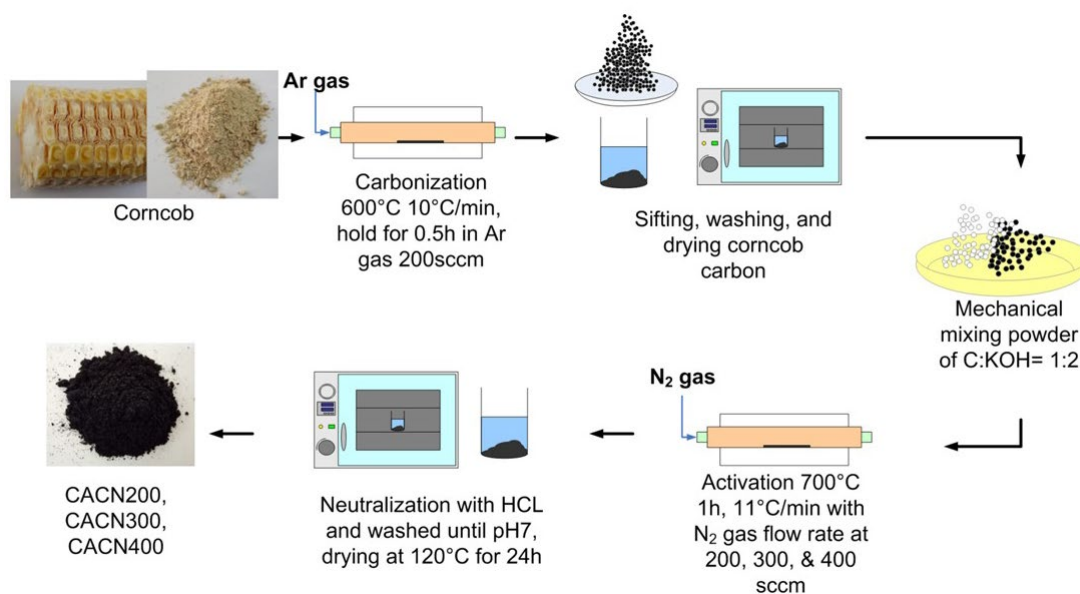 Ar gas
Corncob
Carbonization
600°C 10°C/min,
hold for 0.5h in Ar
gas 200sccm
Sifting, washing, and
drying corncob
carbon
Mechanical
mixing powder
of C:KOH= 1:2
N₂ gas
Activation 700°C
1h, 11°C/min with
N₂ gas flow rate at
200, 300, & 400
sccm
Neutralization with HCL
and washed until pH7,
drying at 120°C for 24h
CACN200,
CACN300,
CACN400